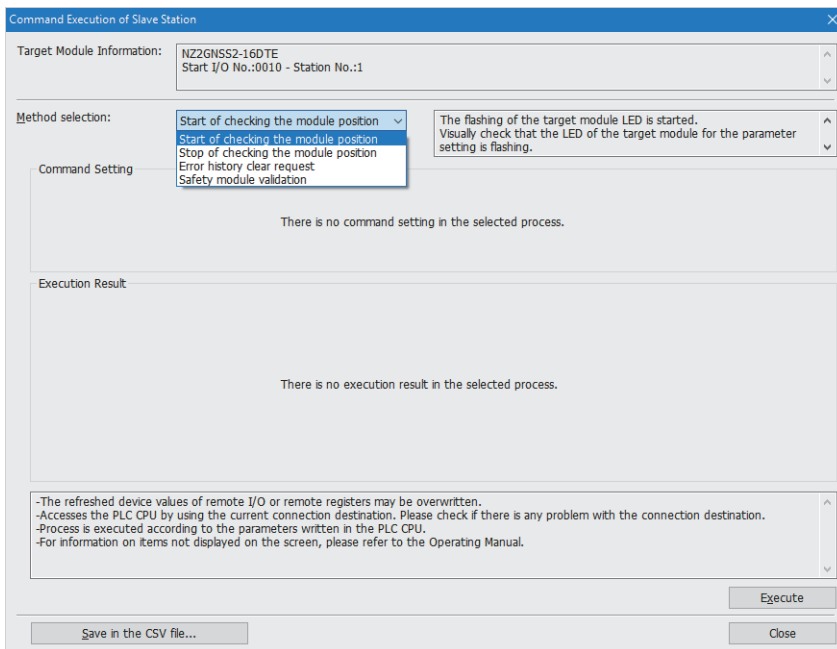 Command Execution of Slave Station
Target Module Information:
NZ2GNSS2-16DTE
Start I/O No.:0010 - Station No.:1
Method selection:
Start of checking the module position
Start of checking the module position
Stop of checking the module position
Error history clear request
Safety module validation
The flashing of the target module LED is started.
Visually check that the LED of the target module for the parameter
setting is flashing.
Command Setting
There is no command setting in the selected process.
Execution Result
There is no execution result in the selected process.
-The refreshed device values of remote I/O or remote registers may be overwritten.
-Accesses the PLC CPU by using the current connection destination. Please check if there is any problem with the connection destination.
-Process is executed according to the parameters written in the PLC CPU.
-For information on items not displayed on the screen, please refer to the Operating Manual.
Execute
Save in the CSV file...
Close